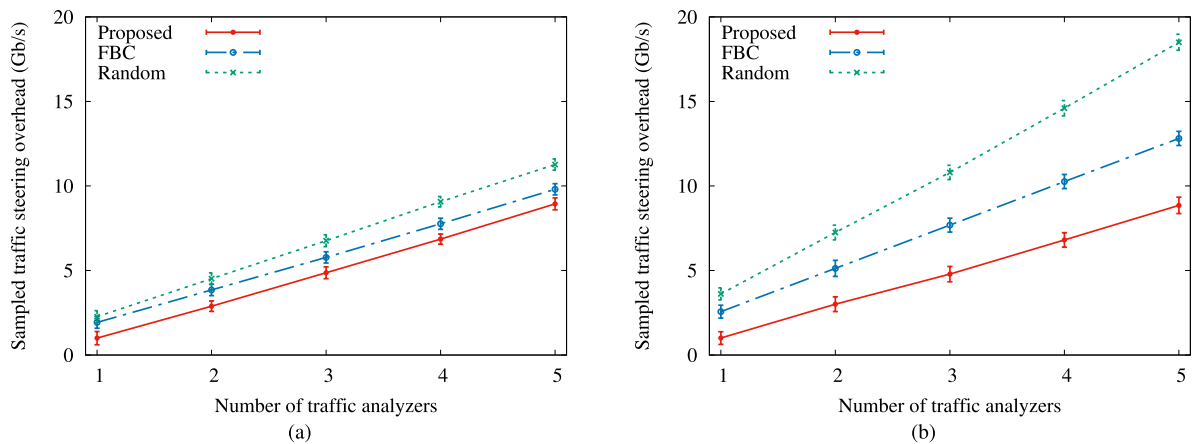 Sampled traffic steering overhead (Gb/s)
20
15
10
5
0
Proposed
FBC
Random
1 2 3 4 5
Number of traffic analyzers
(a)
Sampled traffic steering overhead (Gb/s)
20
15
10
5
0
Proposed
FBC
Random
1 2 3 4 5
Number of traffic analyzers
(b)